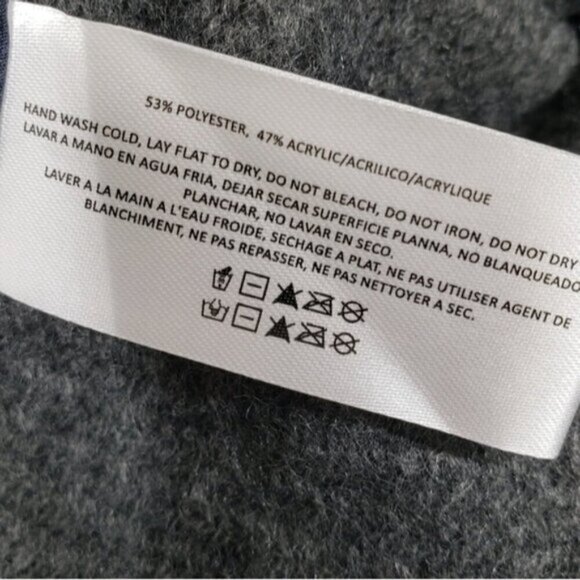 53% POLYESTER, 47% ACRYLIC/ACRILICO/ACRYLIQUE
HAND WASH COLD, LAY FLAT TO DRY, DO NOT BLEACH, DO NOT IRON, DO NOT DRY
LAVAR A MANO EN AGUA FRIA, DEJAR SECAR SUPERFICIE PLANNA, NO BLANQUEADO
PLANCHAR, NO LAVAR EN SECO.
LAVER A LA MAIN A L'EAU FROIDE, SECHAGE A PLAT, NE PAS UTILISER AGENT DE
BLANCHIMENT, NE PAS REPASSER, NE PAS NETTOYER A SEC.